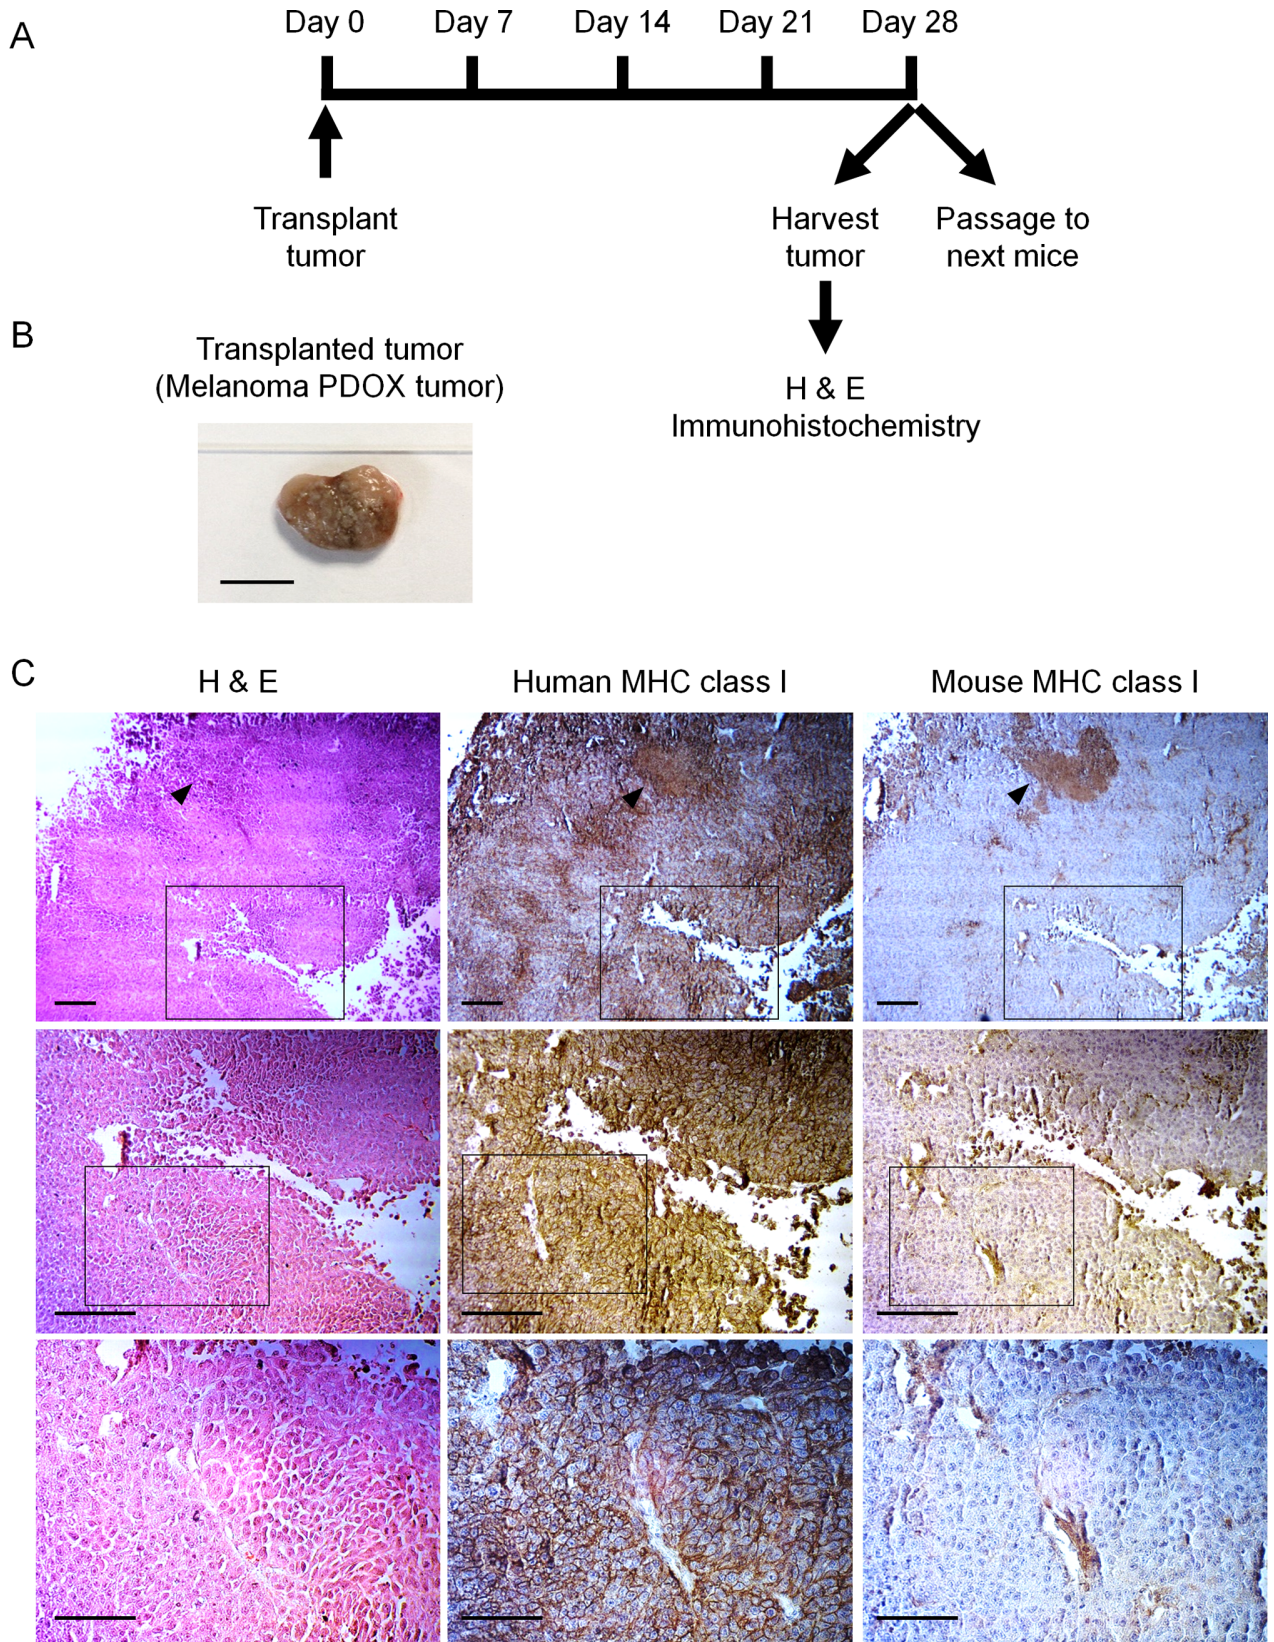 A
Day 0 Day 7 Day 14 Day 21 Day 28
Transplant
tumor
Harvest
tumor
Passage to
next mice
H & E
Immunohistochemistry
B
Transplanted tumor
(Melanoma PDOX tumor)
C
H & E
Human MHC class I
Mouse MHC class I